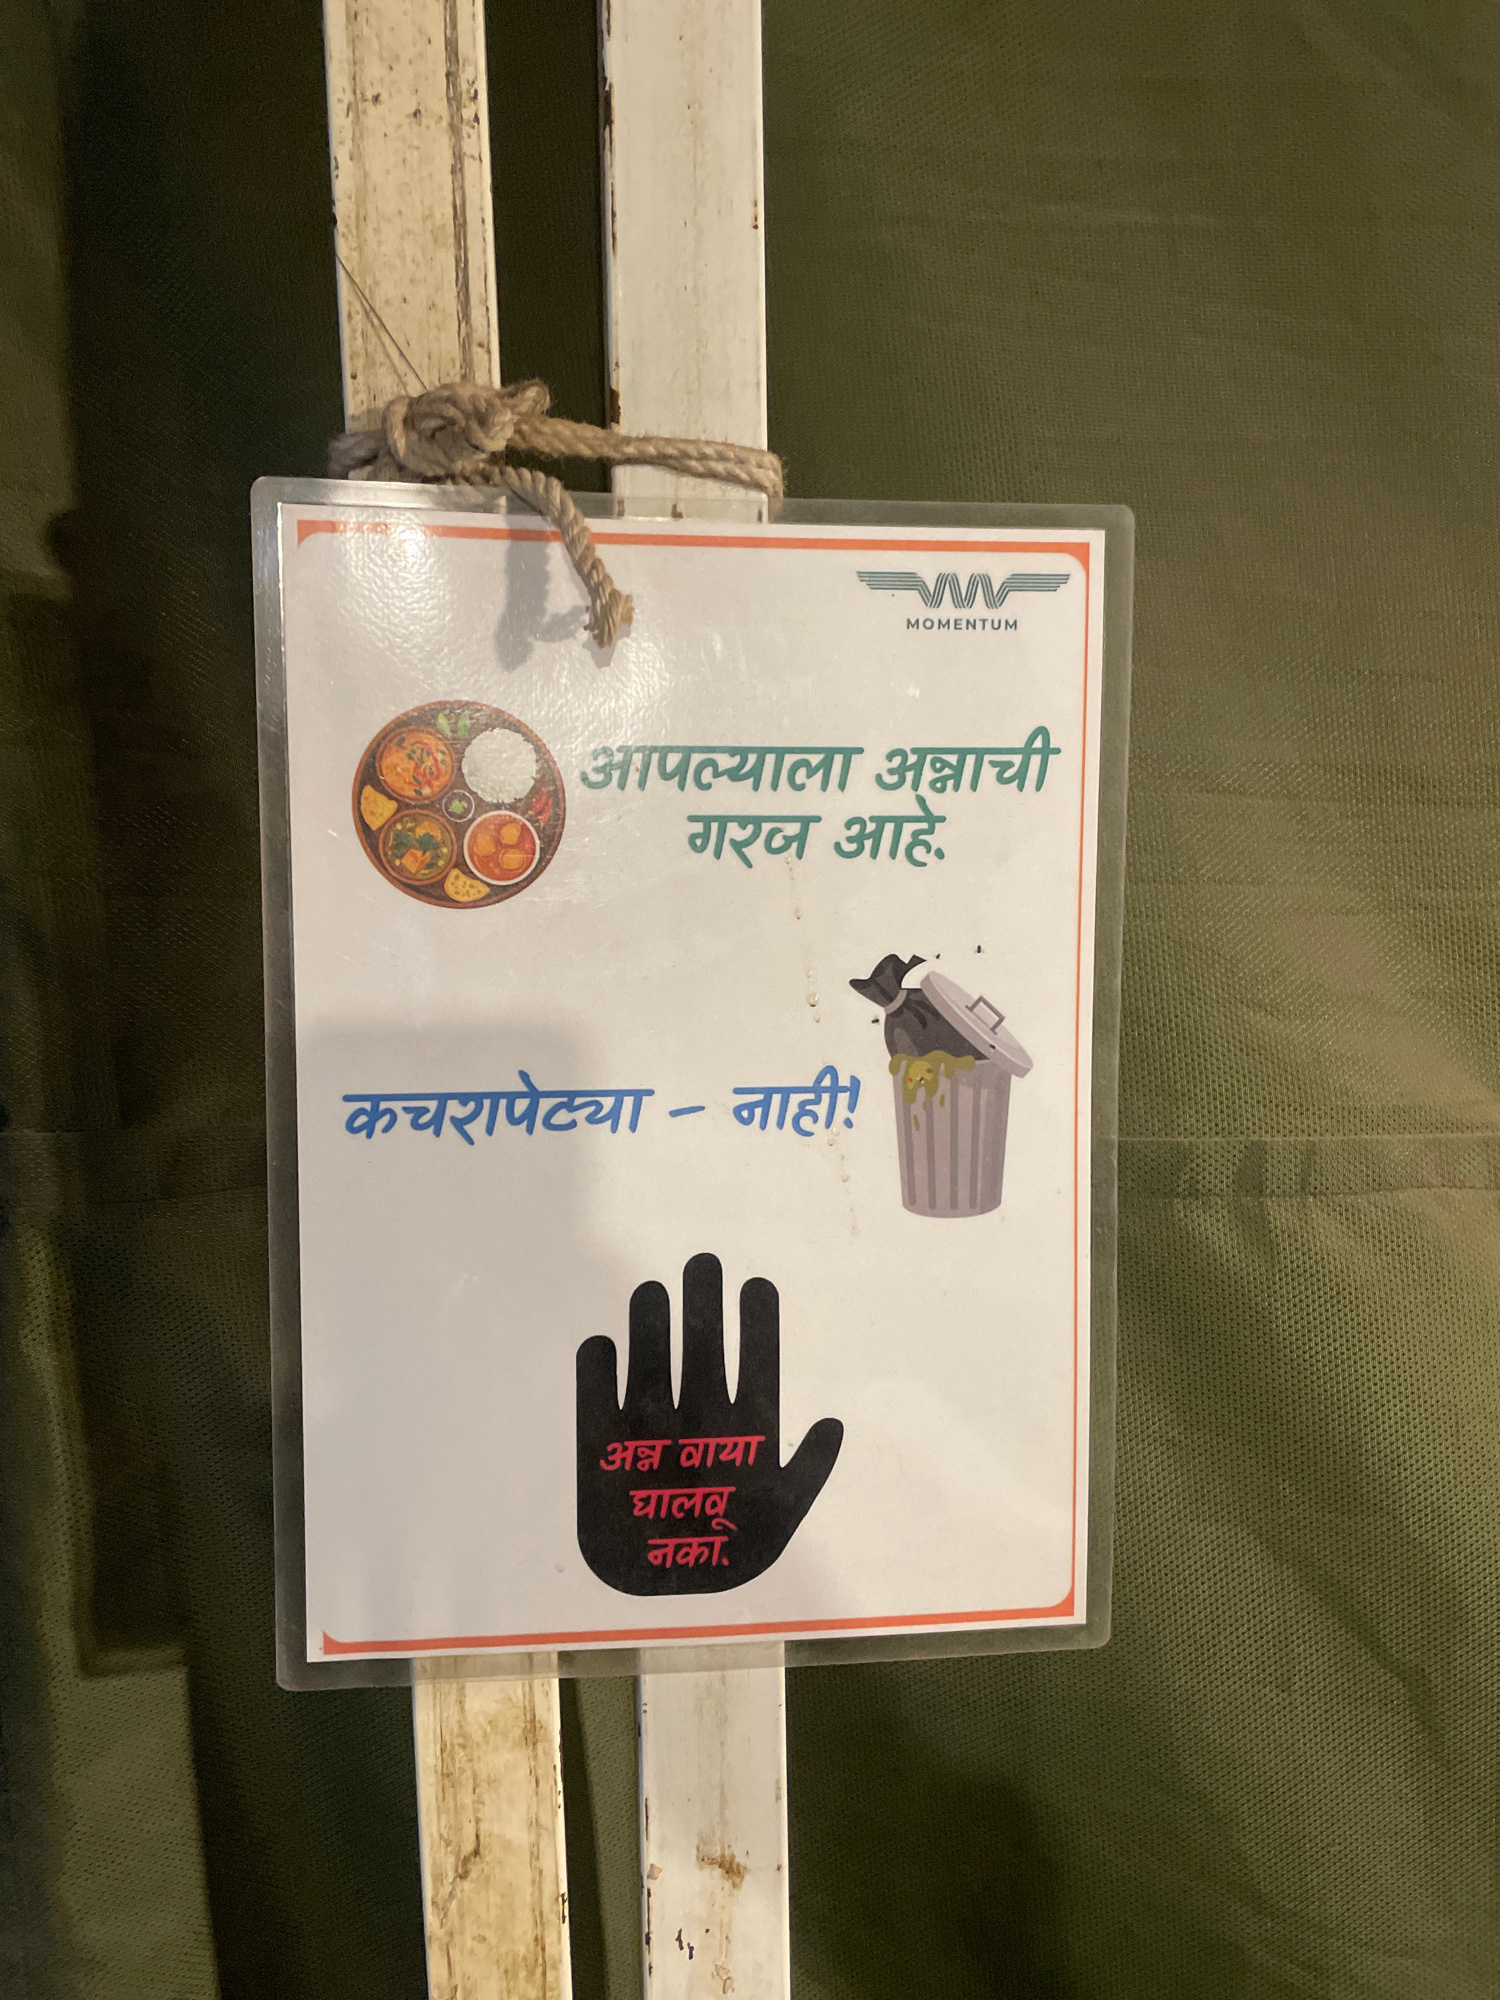 MOMENTUM
आपल्याला अन्नाची
गरज आहे.
कचरापेट्या - नाही!
अन्न वाया
घालवू
नका.